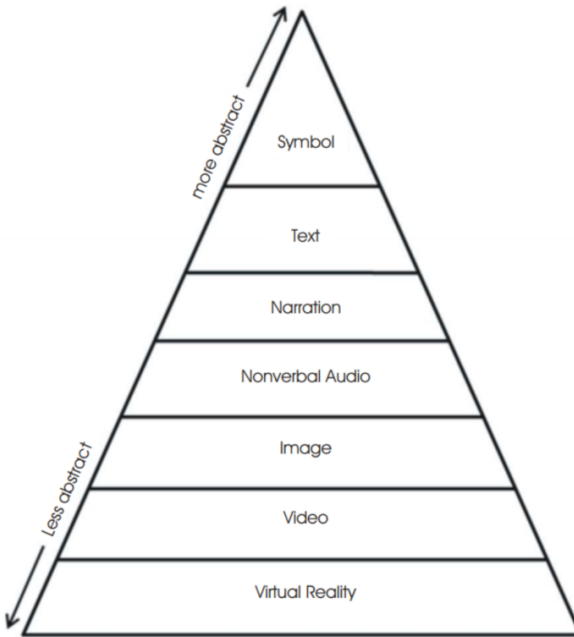 more abstract
Symbol
Text
Narration
Nonverbal Audio
Image
Less abstract
Video
Virtual Reality